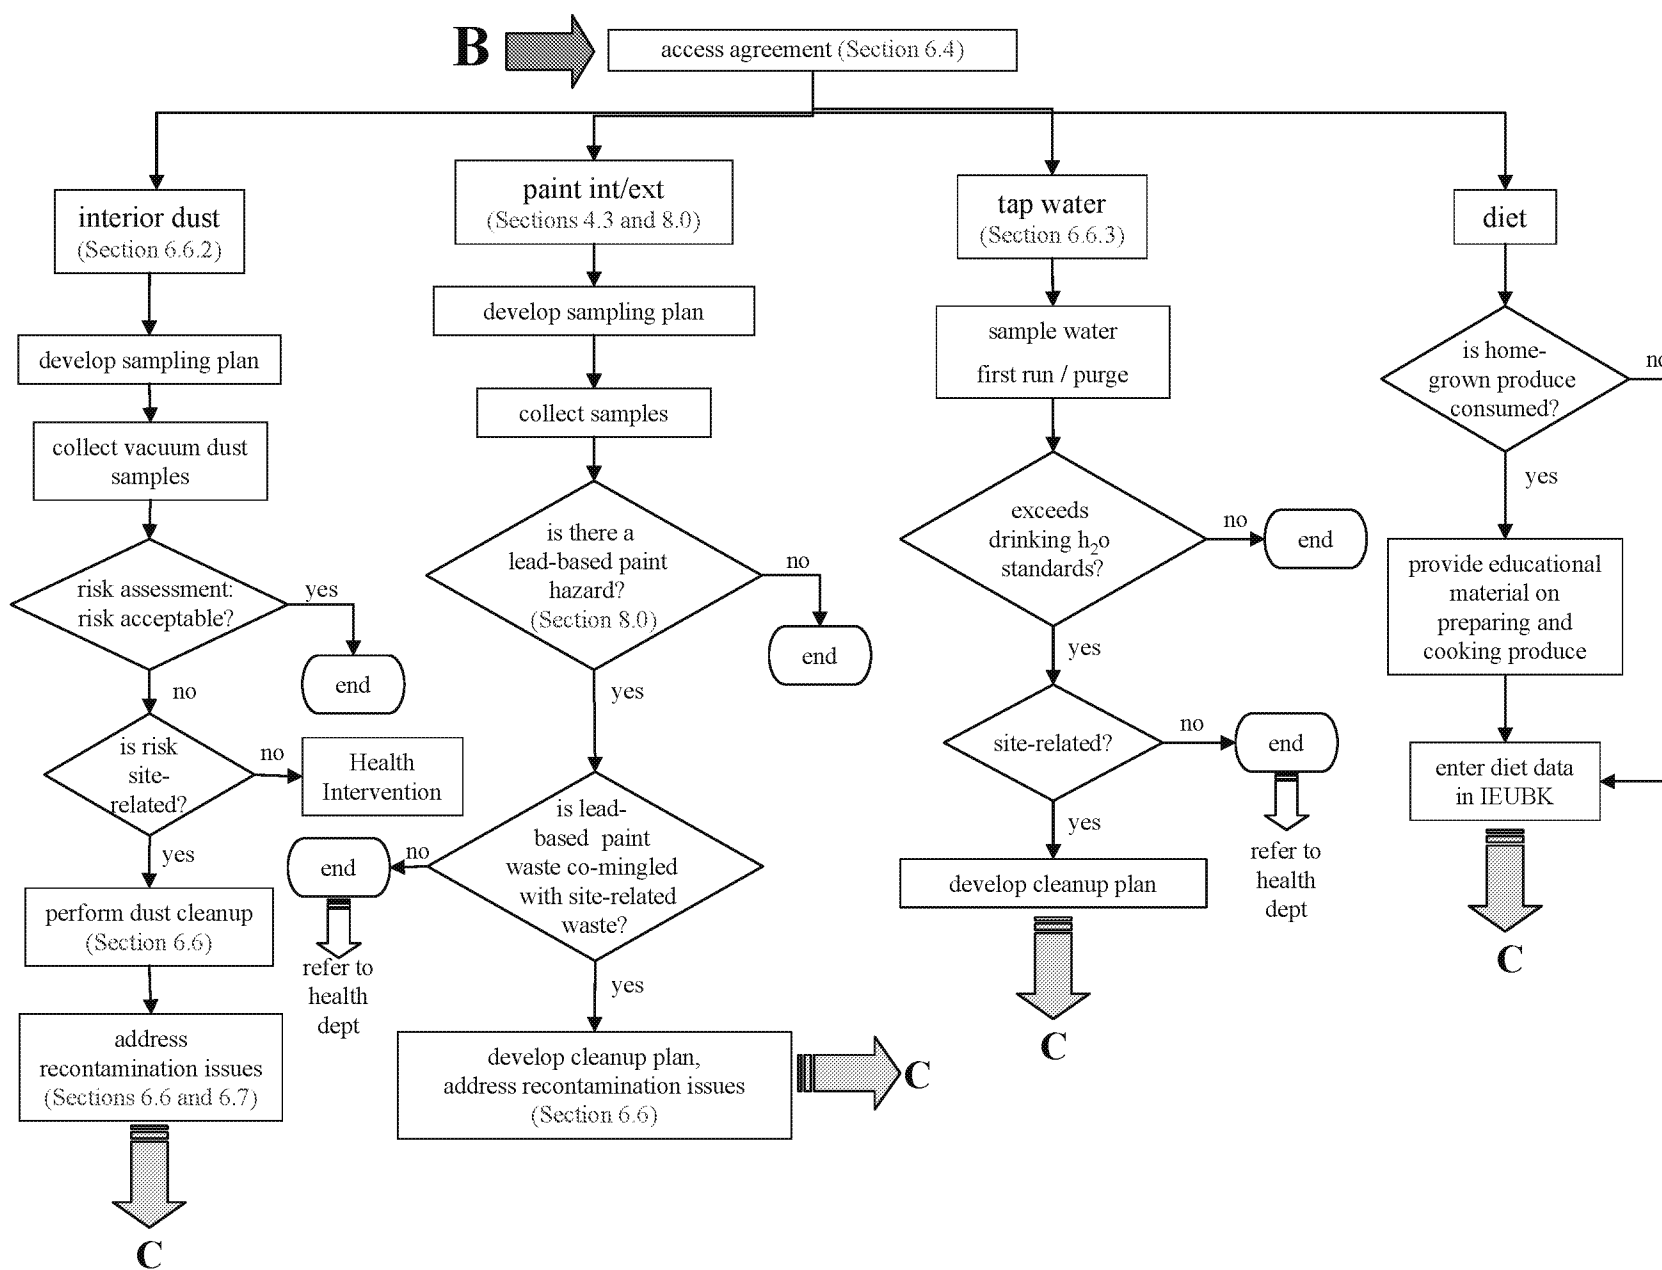 B
access agreement (Section 6.4)
interior dust
(Section 6.6.2)
develop sampling plan
collect vacuum dust
samples
risk assessment:
risk acceptable?
yes
end
no
is risk
site-
related?
no
Health
Intervention
yes
perform dust cleanup
(Section 6.6)
address
recontamination issues
(Sections 6.6 and 6.7)
C
paint int/ext
(Sections 4.3 and 8.0)
develop sampling plan
collect samples
is there a
lead-based paint
hazard?
(Section 8.0)
no
end
yes
is lead-
based paint
waste co-mingled
with site-related
waste?
no
end
refer to
health
dept
yes
develop cleanup plan,
address recontamination issues
(Section 6.6)
C
tap water
(Section 6.6.3)
sample water
first run / purge
exceeds
drinking h₂o
standards?
no
end
yes
site-related?
no
end
refer to
health
dept
yes
develop cleanup plan
C
diet
is home-
grown produce
consumed?
no
yes
provide educational
material on
preparing and
cooking produce
enter diet data
in IEUBK
C